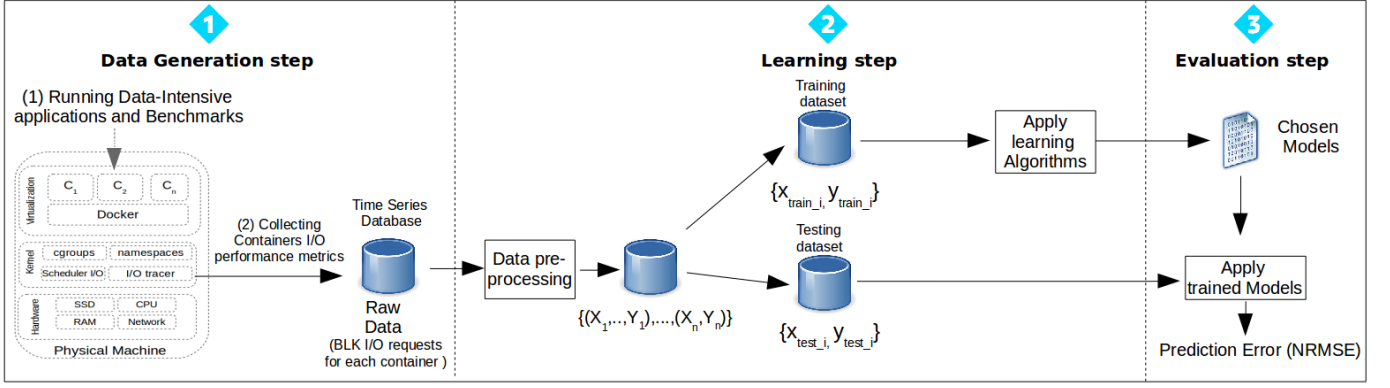 1
Data Generation step
(1) Running Data-Intensive
applications and Benchmarks
Virtualization
C1
C2
Cn
Docker
Kernel
cgroups
namespaces
Scheduler I/O
I/O tracer
Hardware
SSD
CPU
RAM
Network
Physical Machine
(2) Collecting
Containers I/O
performance metrics
Time Series
Database
Raw
Data
(BLK I/O requests
for each container )
2
Learning step
Data pre-
processing
{(X1,..,Y1),...,(Xn,Yn)}
Training
dataset
{xtrain_i, ytrain_i}
Testing
dataset
{xtest_i, ytest_i}
Apply
learning
Algorithms
3
Evaluation step
Chosen
Models
Apply
trained Models
Prediction Error (NRMSE)